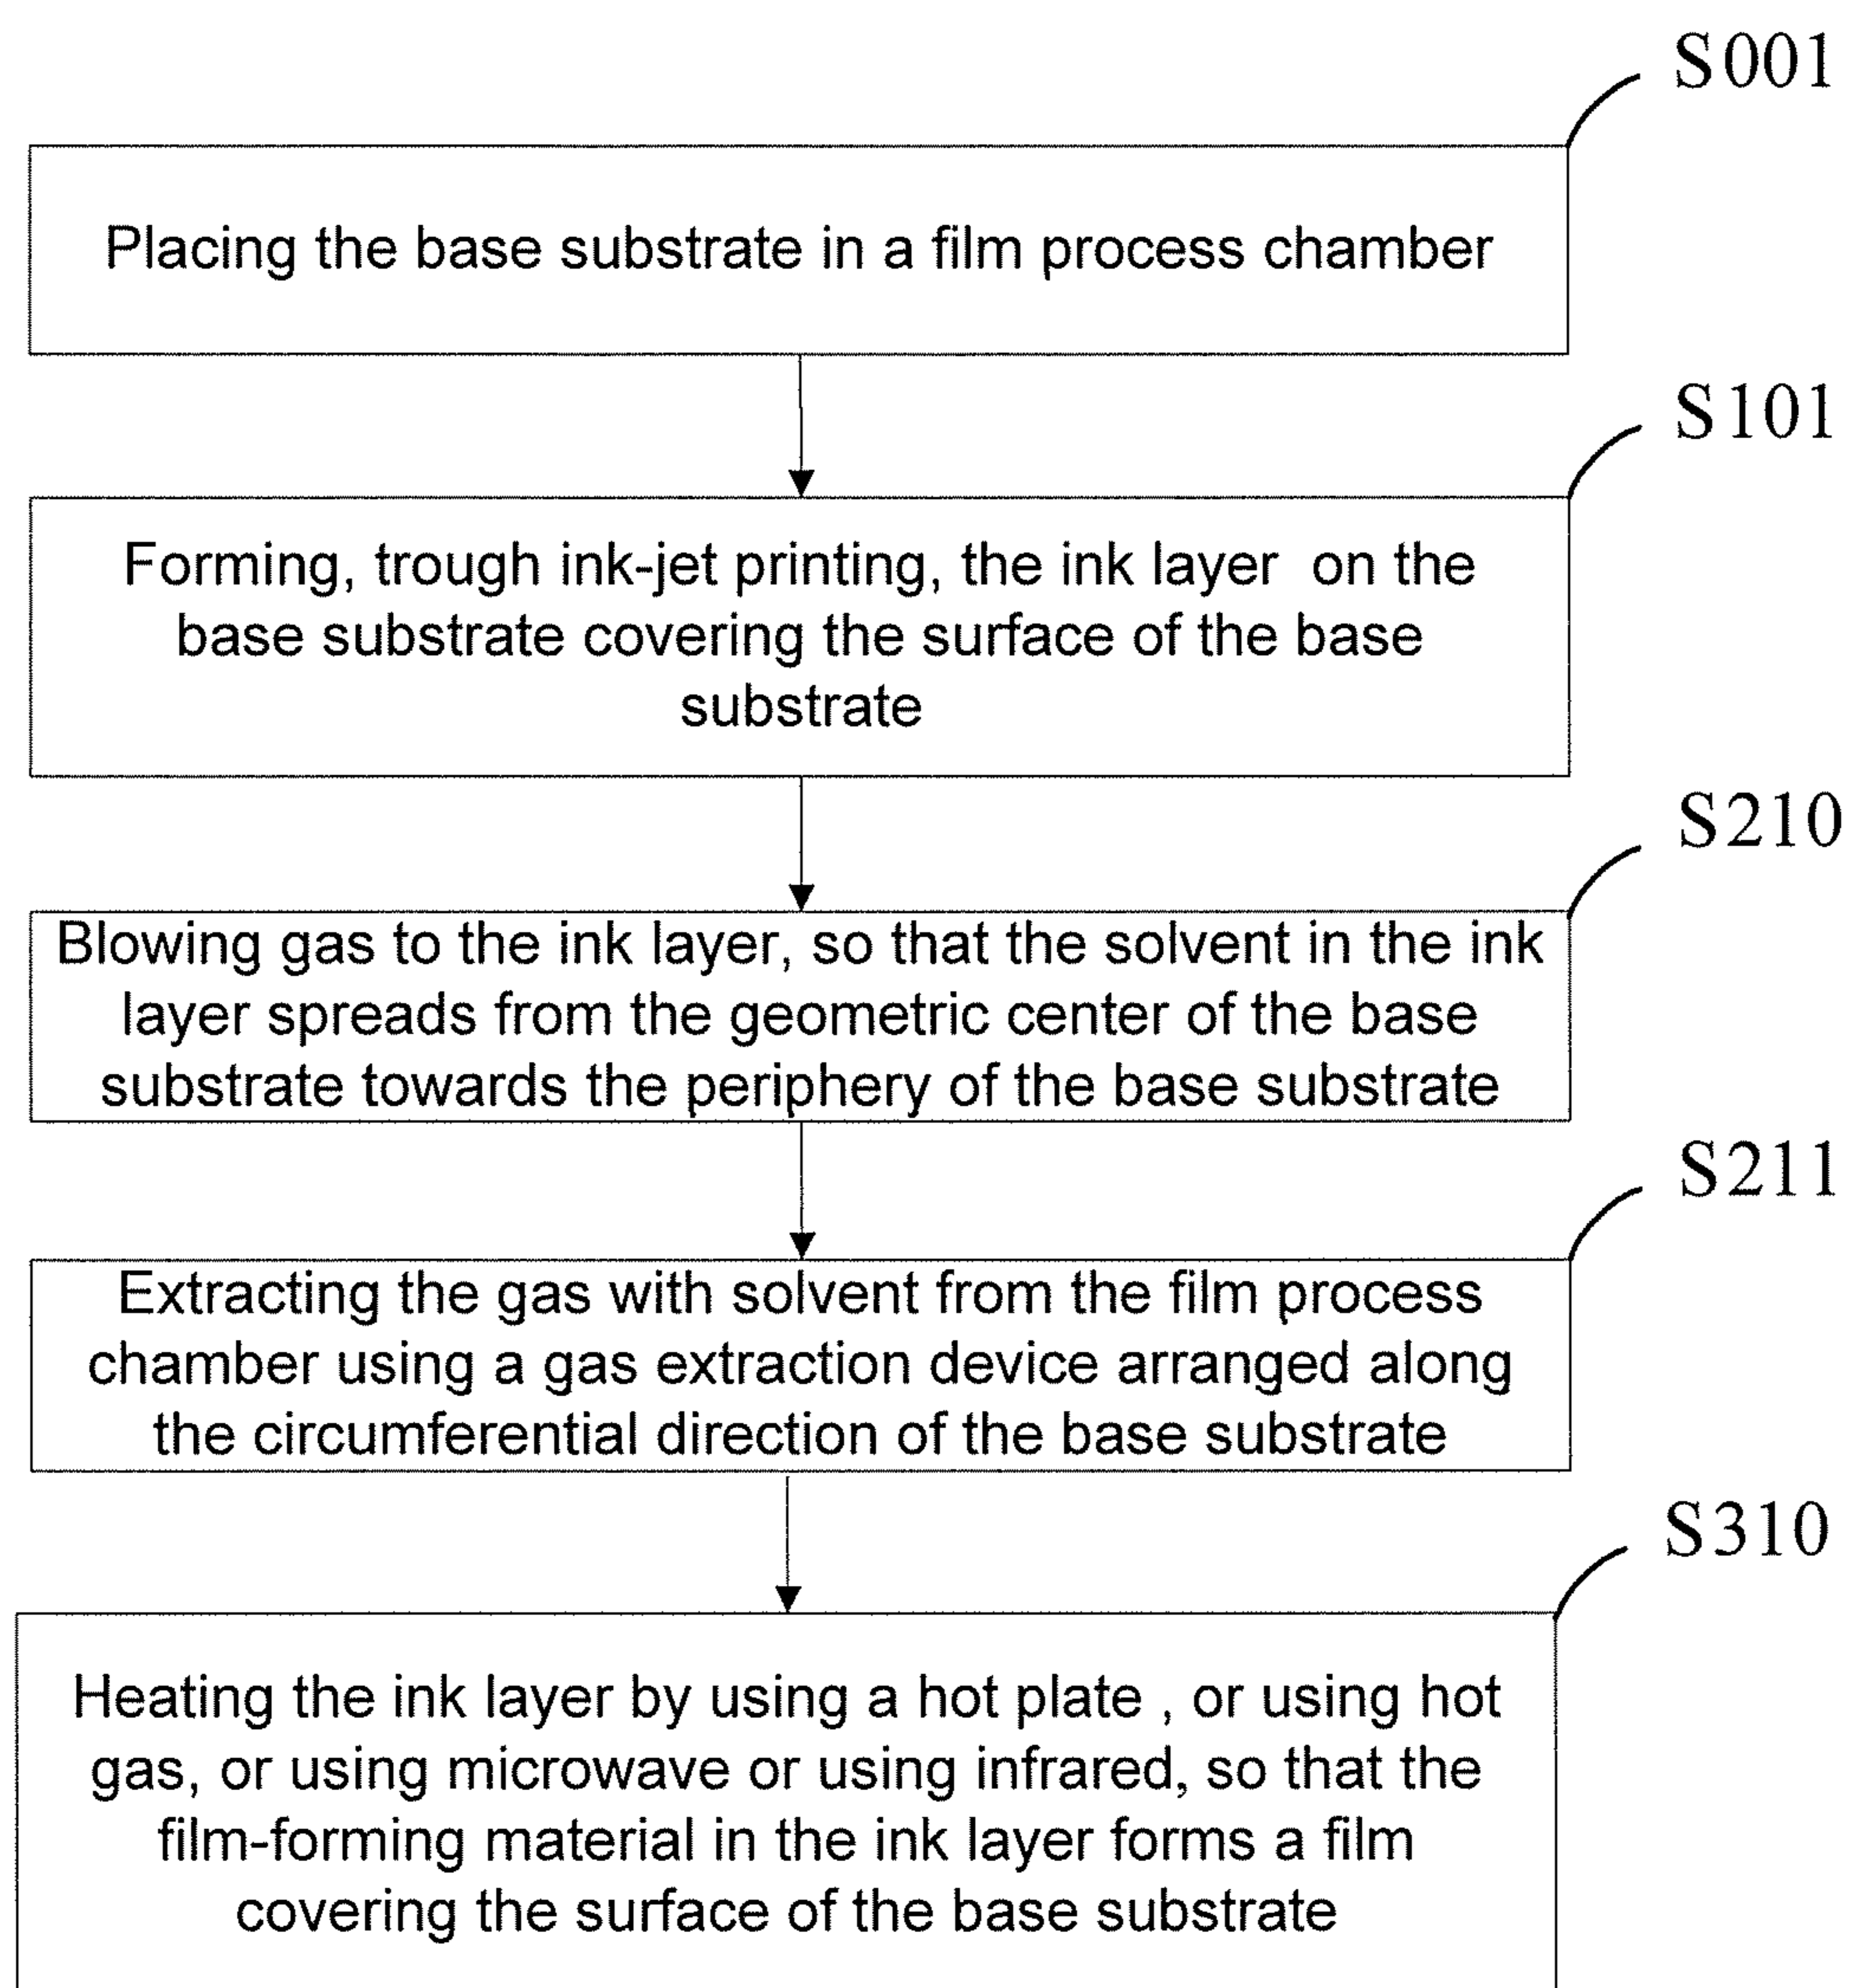 S001
Placing the base substrate in a film process chamber
S101
Forming, trough ink-jet printing, the ink layer on the
base substrate covering the surface of the base
substrate
S210
Blowing gas to the ink layer, so that the solvent in the ink
layer spreads from the geometric center of the base
substrate towards the periphery of the base substrate
S211
Extracting the gas with solvent from the film process
chamber using a gas extraction device arranged along
the circumferential direction of the base substrate
S310
Heating the ink layer by using a hot plate , or using hot
gas, or using microwave or using infrared, so that the
film-forming material in the ink layer forms a film
covering the surface of the base substrate